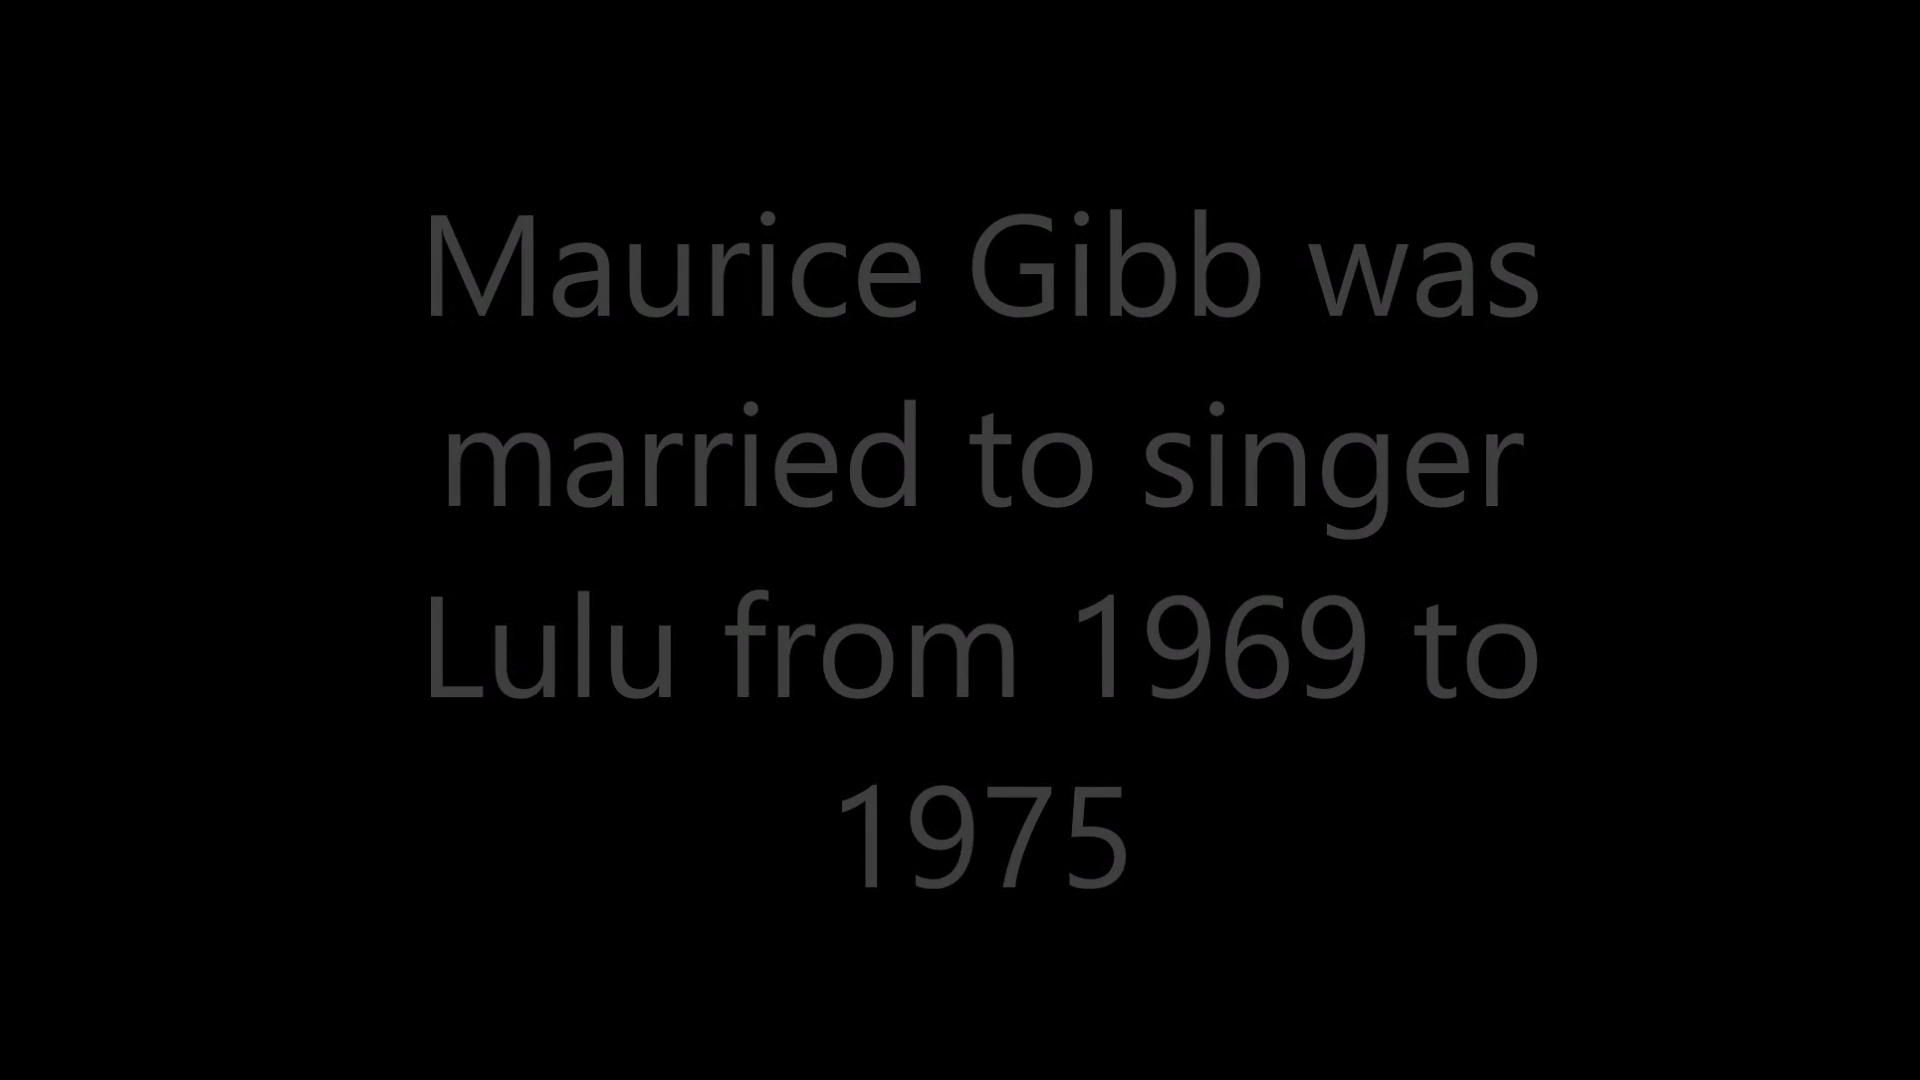 Maurice Gibb was
married to singer
Lulu from 1969 to
1975